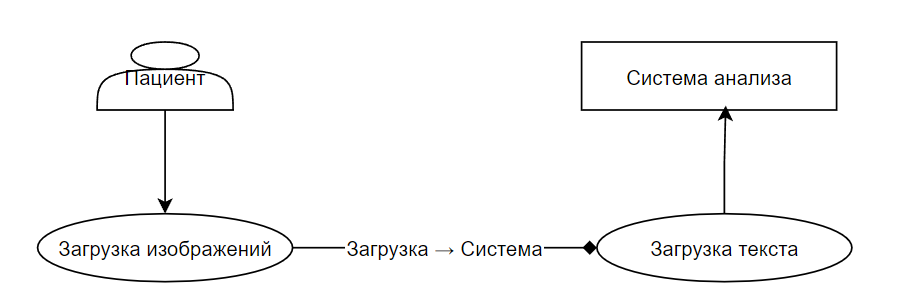 Пациент
Система анализа
Загрузка изображений
Загрузка → Система
Загрузка текста